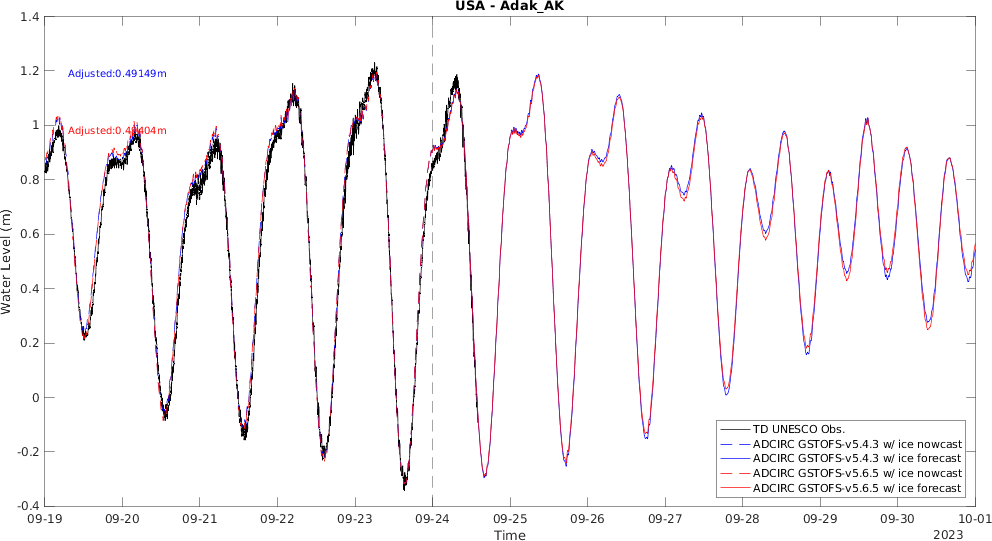 USA - Adak_AK
1.4
1.2
1
0.8
0.6
0.4
0.2
0
-0.2
-0.4
Water Level (m)
Adjusted:0.49149m
TD UNESCO Obs.
ADCIRC GSTOFS-v5.4.3 w/ ice nowcast
ADCIRC GSTOFS-v5.4.3 w/ ice forecast
ADCIRC GSTOFS-v5.6.5 w/ ice nowcast
ADCIRC GSTOFS-v5.6.5 w/ ice forecast
09-19 09-20 09-21 09-22 09-23 09-24 09-25 09-26 09-27 09-28 09-29 09-30 10-01
Time
2023